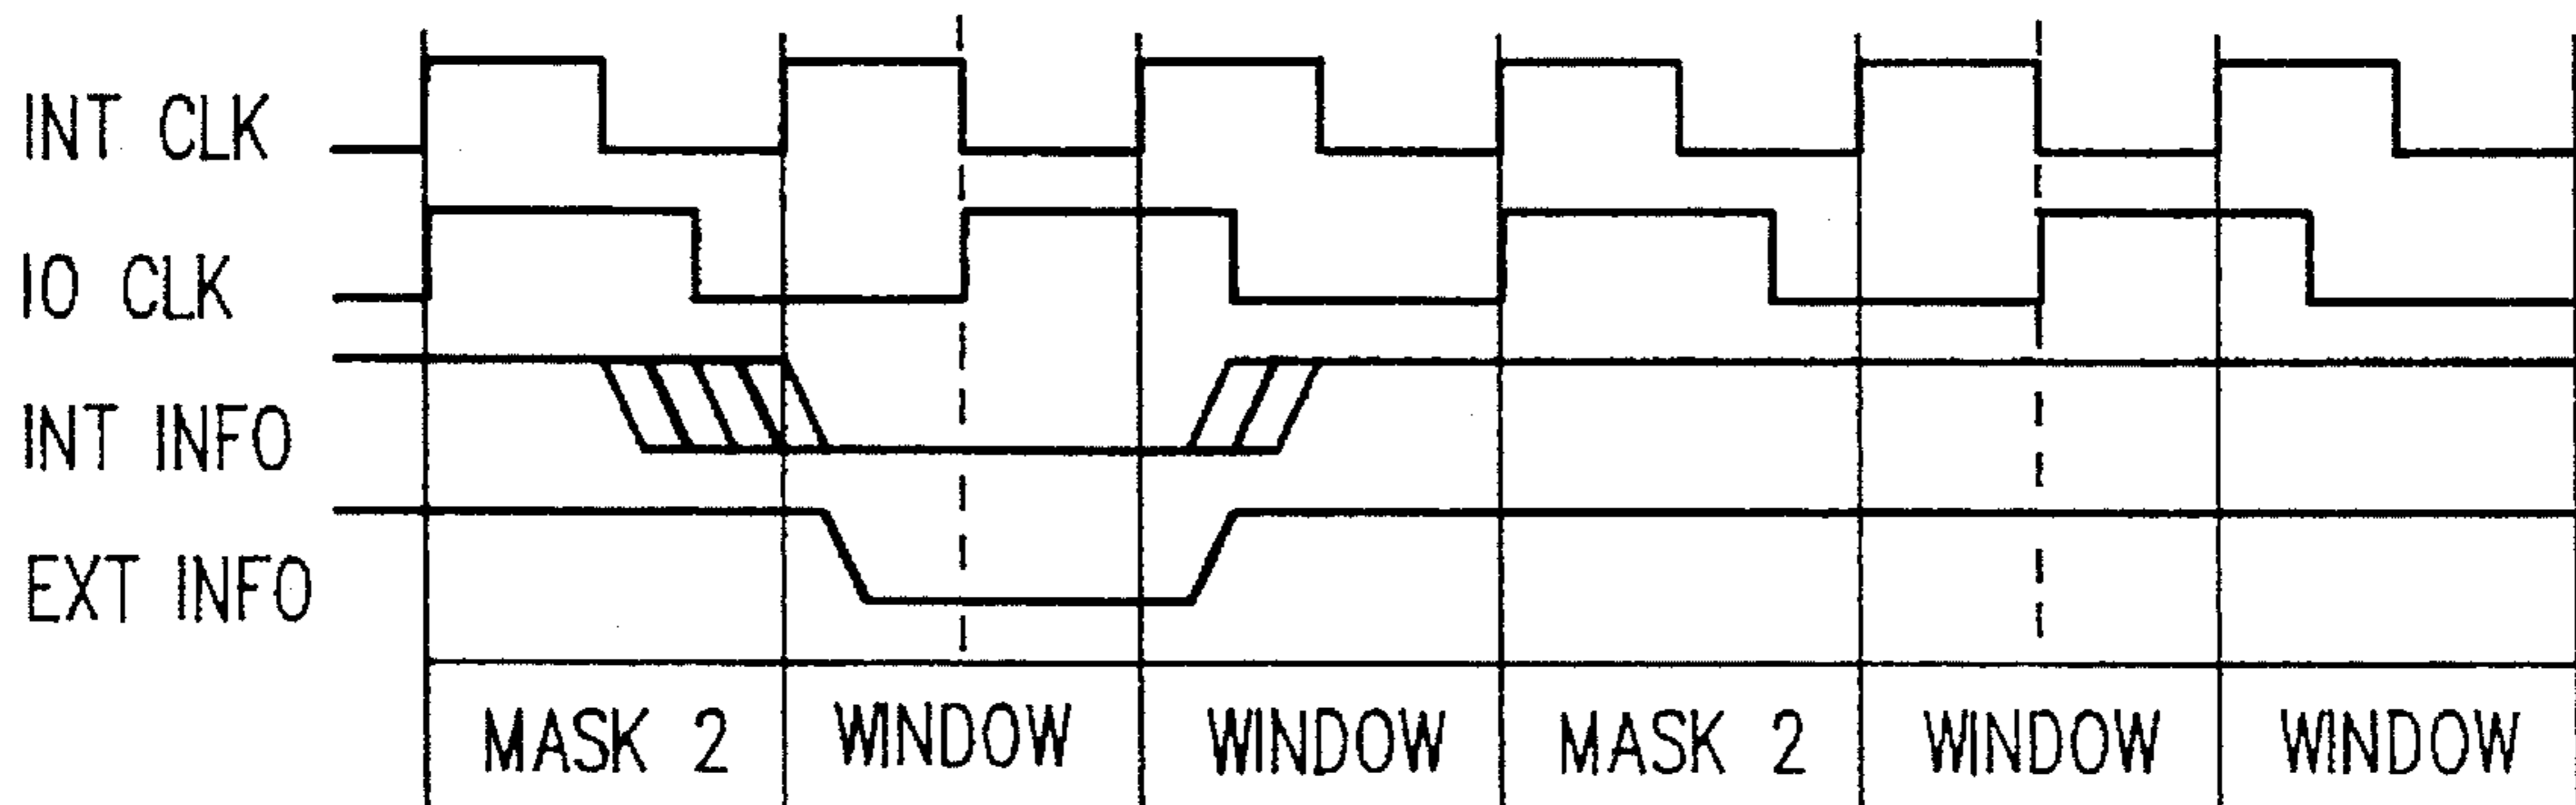 INT CLK
IO CLK
INT INFO
EXT INFO
MASK 2 WINDOW WINDOW MASK 2 WINDOW WINDOW